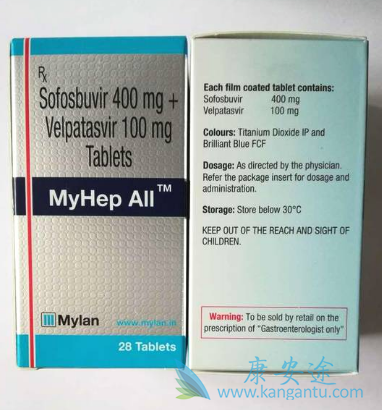 Rx
Sofosbuvir 400 mg +
Velpatasvir 100 mg
Tablets
MyHep All™
Mylan
www.mylan.in
28 Tablets
Each film coated tablet contains:
Sofosbuvir 400 mg
Velpatasvir 100 mg
Colours: Titanium Dioxide IP and
Brilliant Blue FCF
Dosage: As directed by the physician.
Refer the package insert for dosage and
administration.
Storage: Store below 30°C
KEEP OUT OF THE REACH AND SIGHT OF
CHILDREN.
Warning: To be sold by retail on the
prescription of "Gastroenterologist only"
康安途
www.kangantu.com